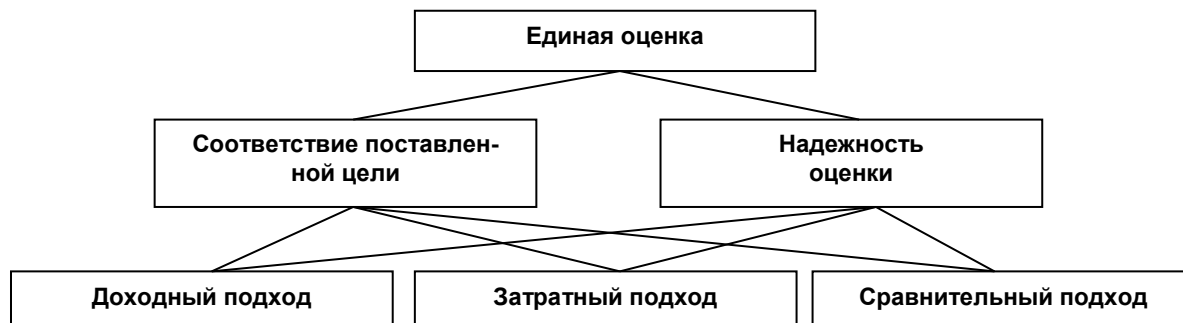 Единая оценка
Соответствие поставлен-
ной цели
Надежность
оценки
Доходный подход
Затратный подход
Сравнительный подход